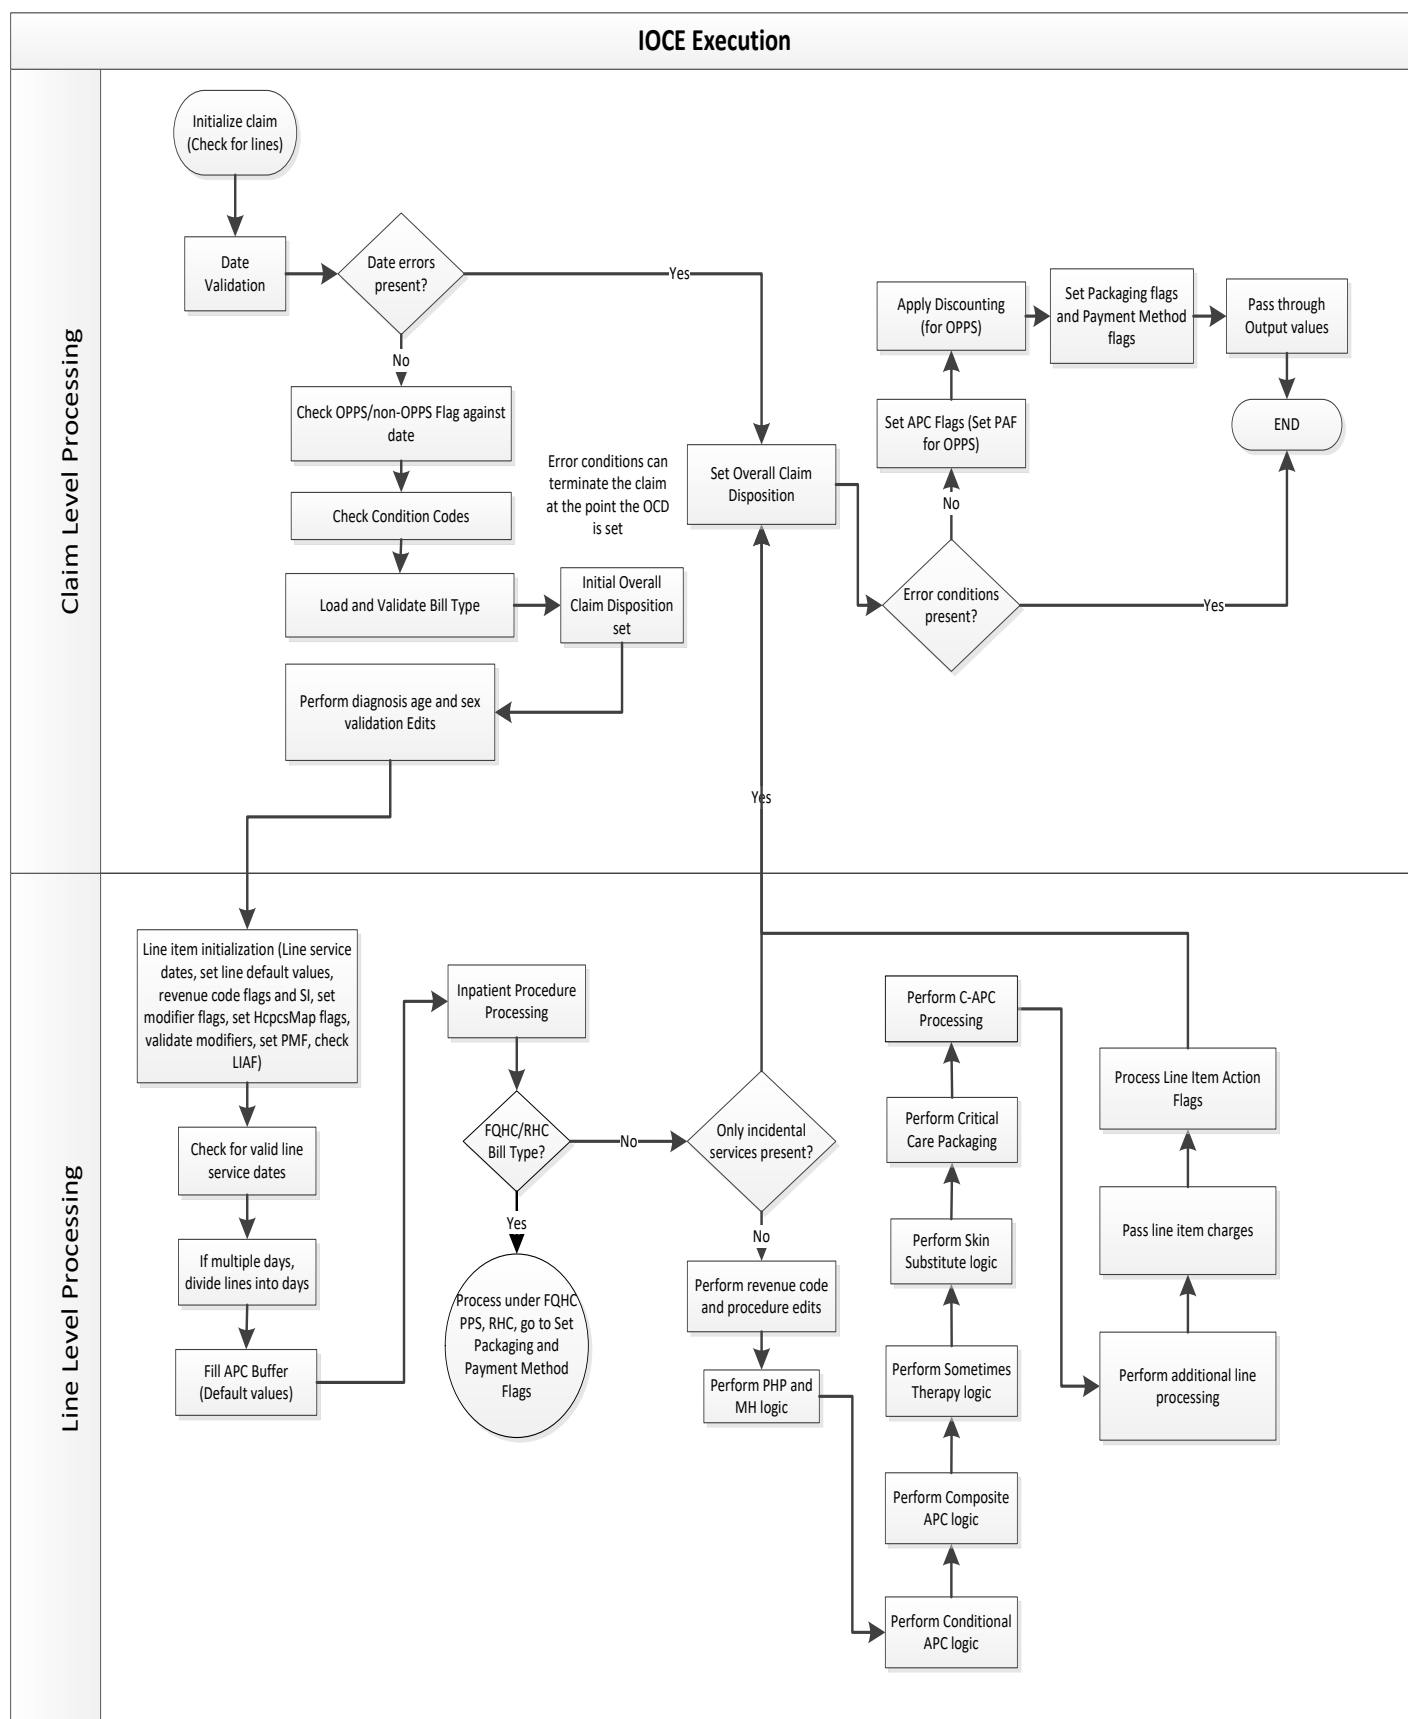 IOCE Execution
Claim Level Processing
Initialize claim
(Check for lines)
Date
Validation
Date errors
present?
Yes
No
Check OPPS/non-OPPS Flag against
date
Check Condition Codes
Load and Validate Bill Type
Error conditions can
terminate the claim
at the point the OCD
is set
Initial Overall
Claim Disposition
set
Perform diagnosis age and sex
validation Edits
Set Overall Claim
Disposition
Error conditions
present?
Yes
No
Set APC Flags (Set PAF
for OPPS)
Apply Discounting
(for OPPS)
Set Packaging flags
and Payment Method
flags
Pass through
Output values
END
Yes
Line Level Processing
Line item initialization (Line service
dates, set line default values,
revenue code flags and SI, set
modifier flags, set HcpcsMap flags,
validate modifiers, set PMF, check
LIAF)
Check for valid line
service dates
If multiple days,
divide lines into days
Fill APC Buffer
(Default values)
Inpatient Procedure
Processing
FQHC/RHC
Bill Type?
No
Yes
Process under FQHC
PPS, RHC, go to Set
Packaging and
Payment Method
Flags
Only incidental
services present?
No
Perform revenue code
and procedure edits
Perform PHP and
MH logic
Perform Conditional
APC logic
Perform Composite
APC logic
Perform Sometimes
Therapy logic
Perform Skin
Substitute logic
Perform Critical
Care Packaging
Perform C-APC
Processing
Perform additional line
processing
Pass line item charges
Process Line Item Action
Flags